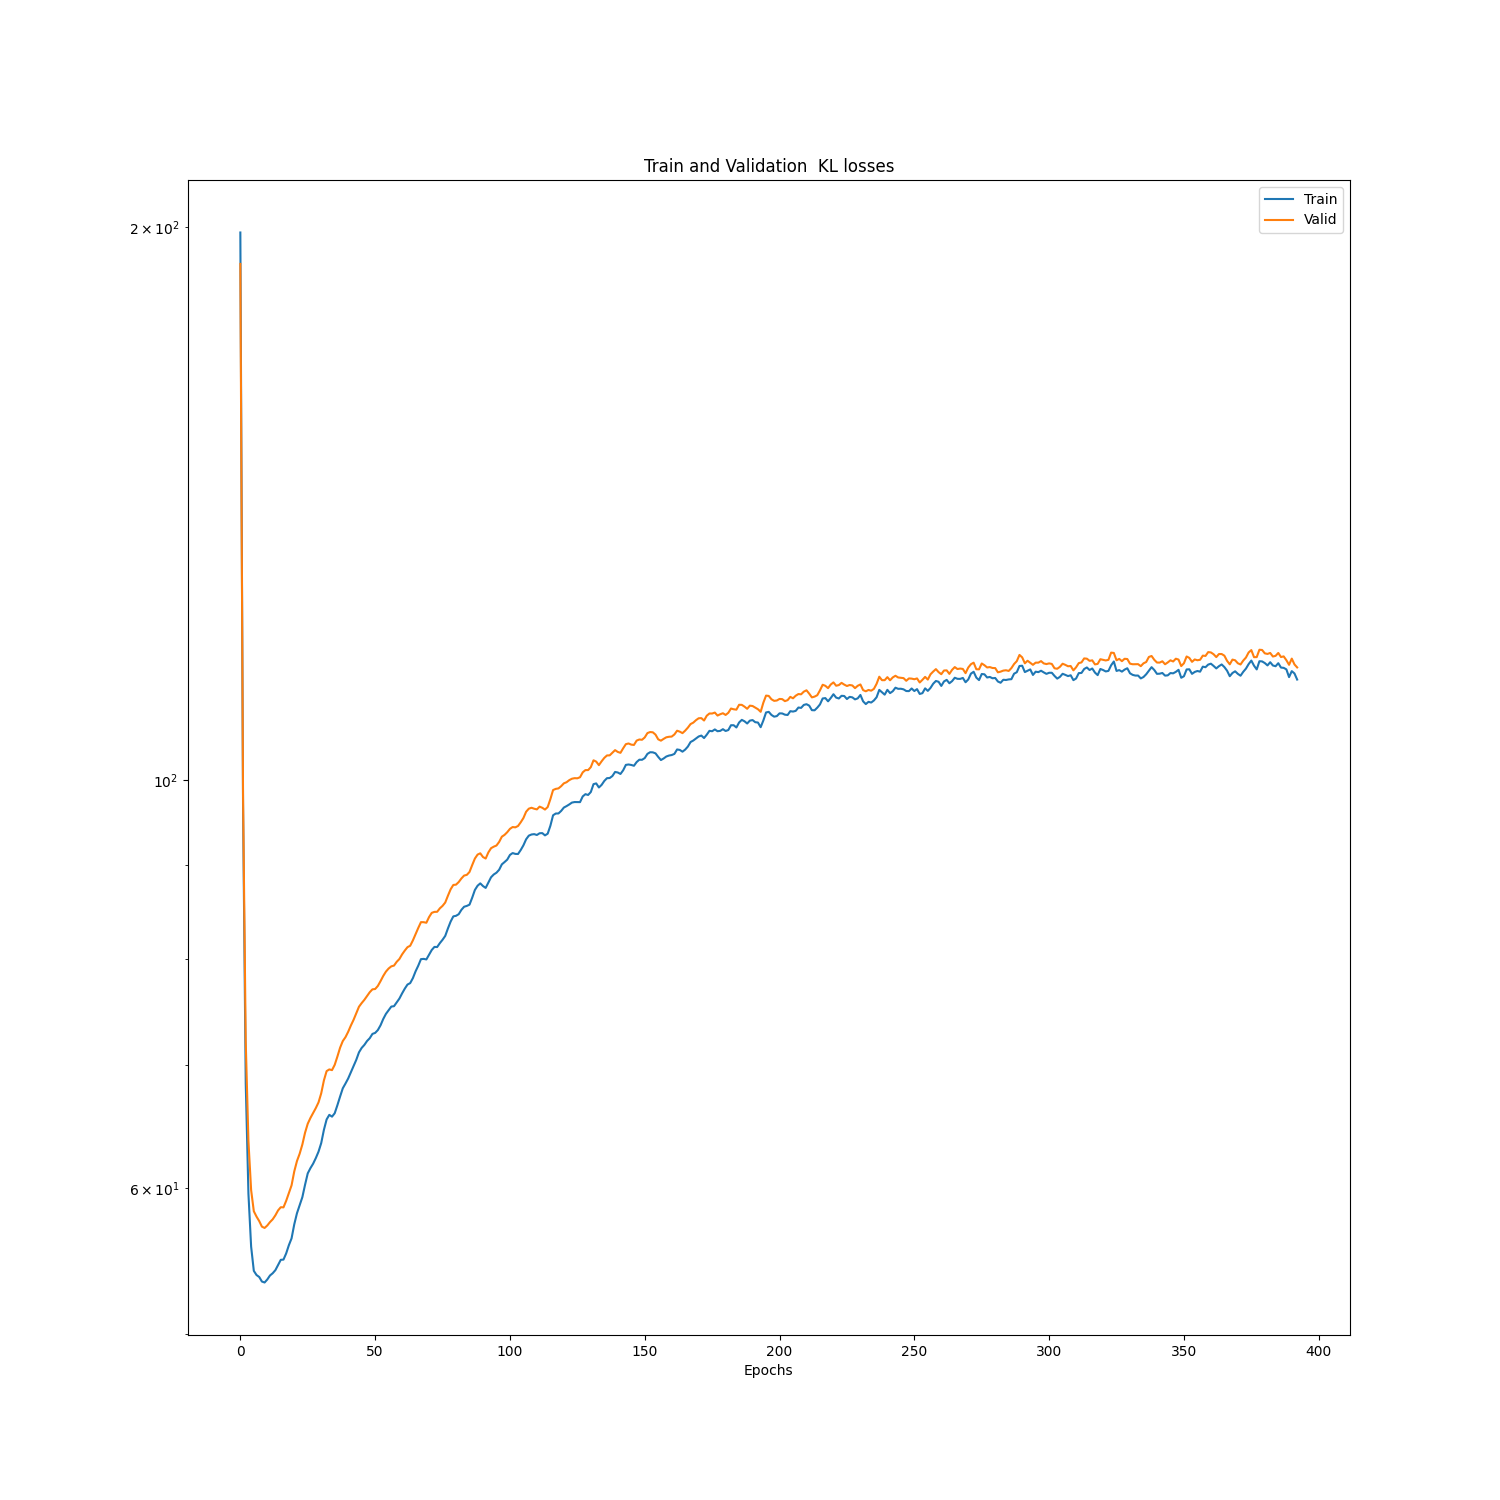 Train and Validation  KL losses
Train
Valid
2 × 10²
10²
6 × 10¹
0 50 100 150 200 250 300 350 400
Epochs